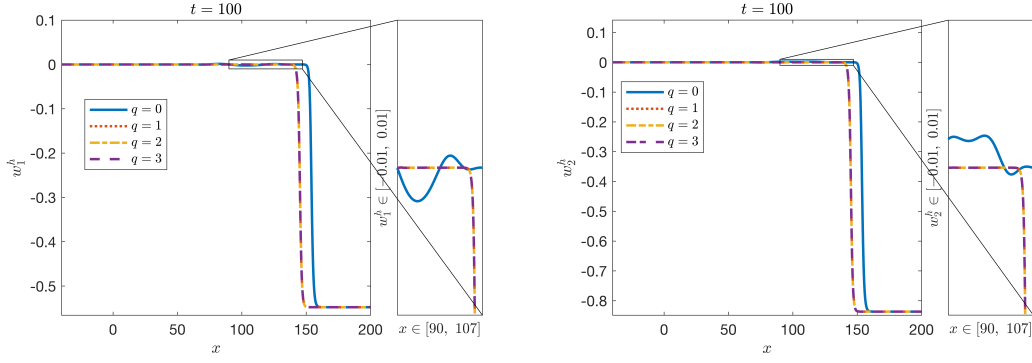 t = 100
0.1
0
-0.1
-0.2
-0.3
-0.4
-0.5
w_1^h
q = 0
q = 1
q = 2
q = 3
0 50 100 150 200
x
w_1^h ∈ [−0.01, 0.01]
x ∈ [90, 107]
t = 100
0.1
0
-0.1
-0.2
-0.3
-0.4
-0.5
-0.6
-0.7
-0.8
w_2^h
q = 0
q = 1
q = 2
q = 3
0 50 100 150 200
x
w_2^h ∈ [−0.01, 0.01]
x ∈ [90, 107]